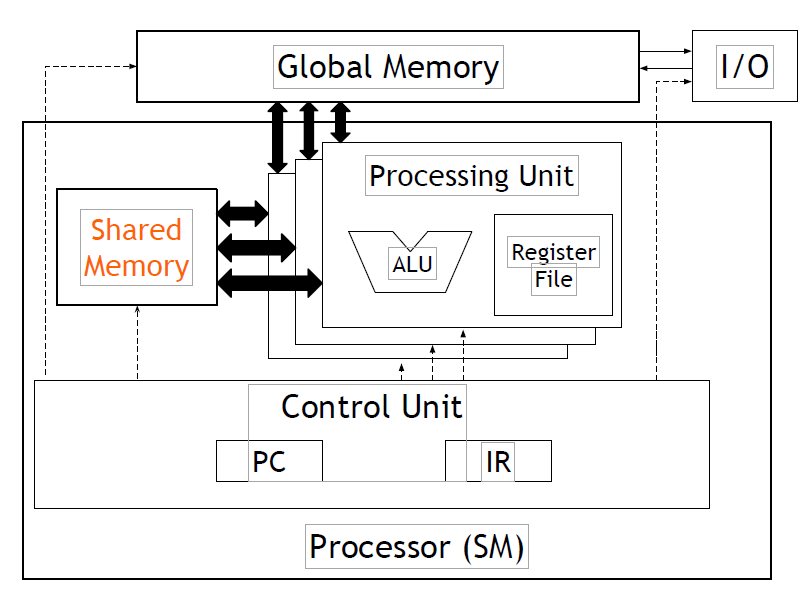 Global Memory
I/O
Processing Unit
Shared
Memory
ALU
Register
File
Control Unit
PC
IR
Processor (SM)